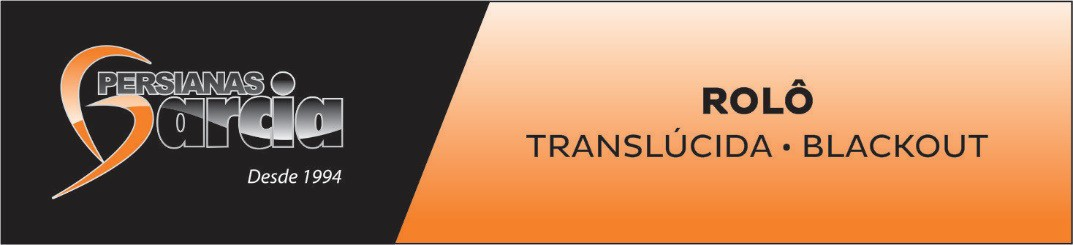 PERSIANAS
Garcia
Desde 1994
ROLÔ
TRANSLÚCIDA • BLACKOUT